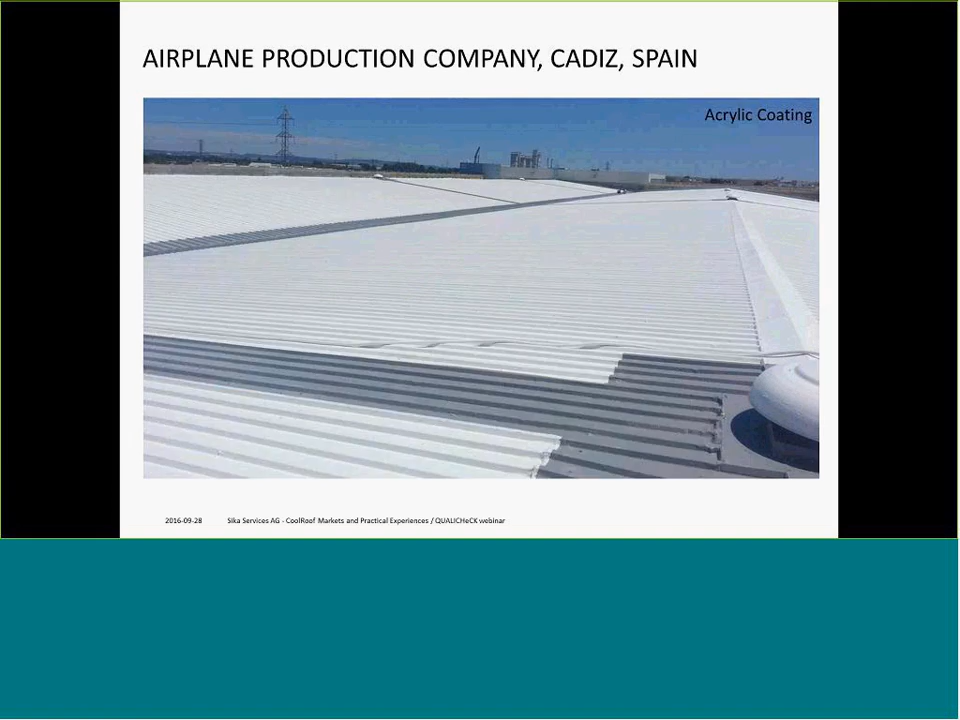 AIRPLANE PRODUCTION COMPANY, CADIZ, SPAIN
Acrylic Coating
2016-09-28 Sika Services AG - CoolRoof Markets and Practical Experiences / QUALICHeCK webinar